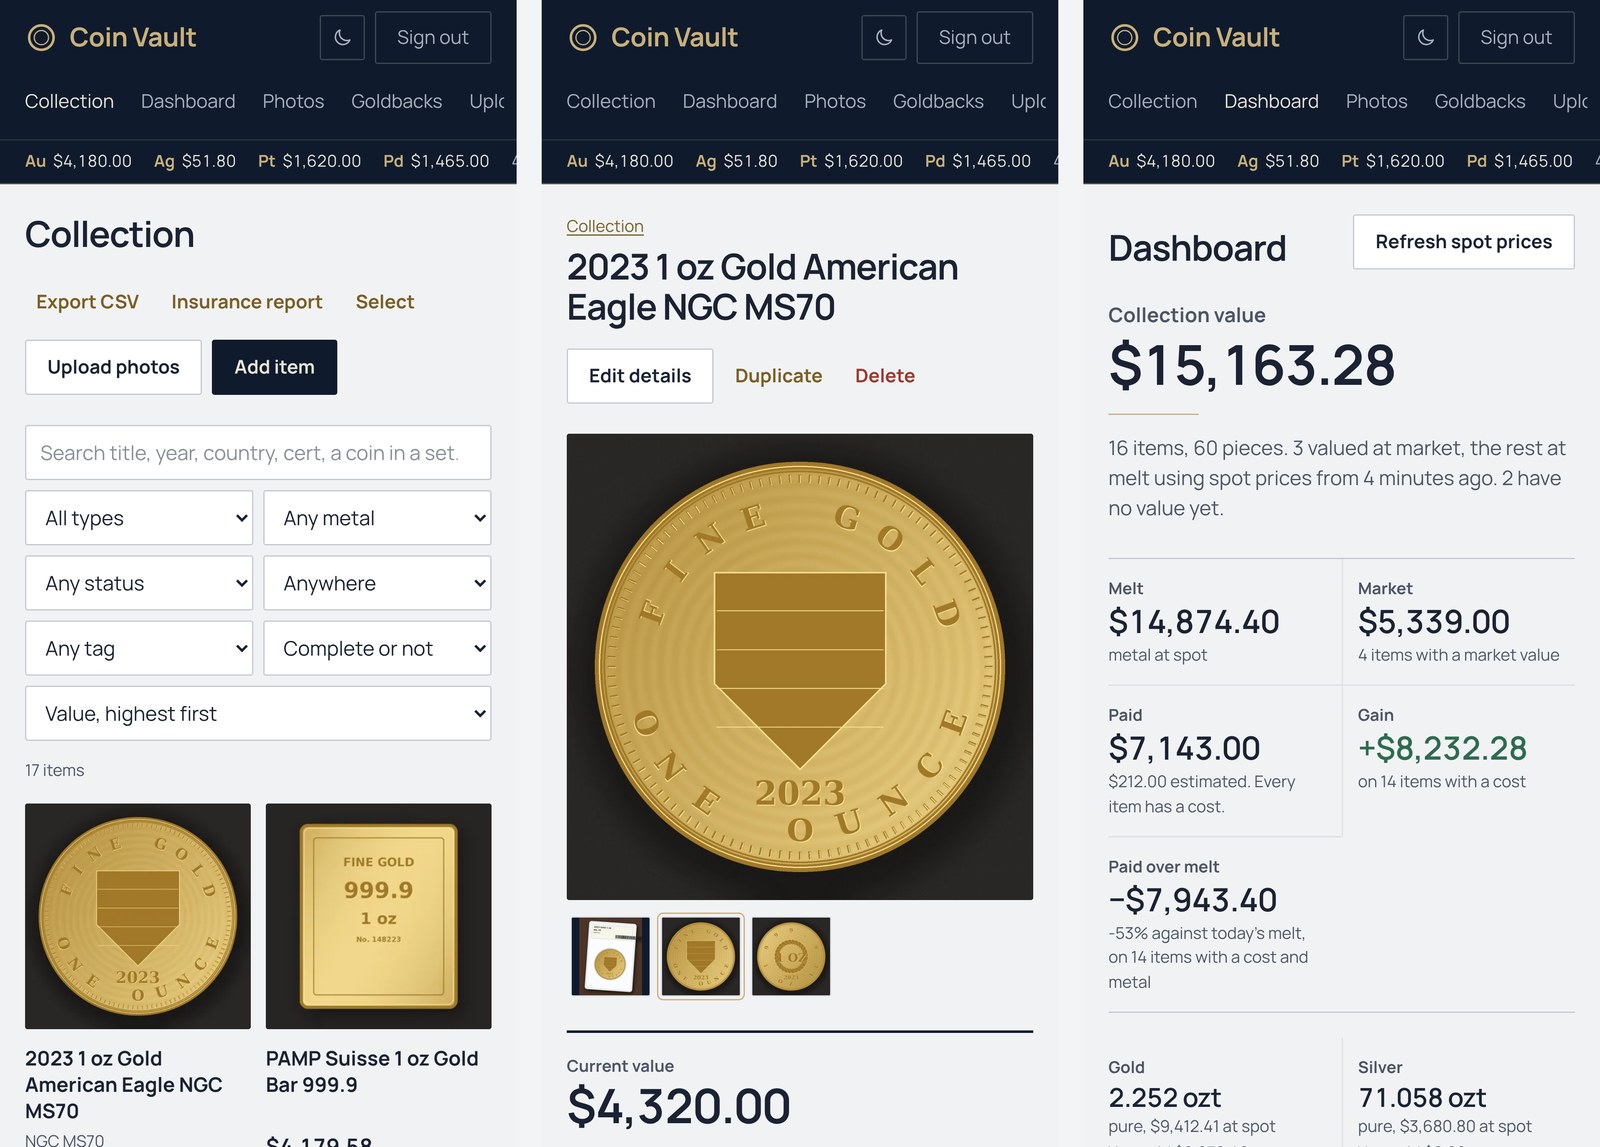 Coin Vault
Sign out
Collection Dashboard Photos Goldbacks Uplo
Au $4,180.00 Ag $51.80 Pt $1,620.00 Pd $1,465.00
Collection
Export CSV Insurance report Select
Upload photos Add item
Search title, year, country, cert, a coin in a set.
All types Any metal
Any status Anywhere
Any tag Complete or not
Value, highest first
17 items
FINE GOLD
2023
ONE OUNCE
FINE GOLD
999.9
1 oz
No. 148223
2023 1 oz Gold
American Eagle NGC
MS70
NGC MS70
PAMP Suisse 1 oz Gold
Bar 999.9
$4,179.58
Coin Vault
Sign out
Collection Dashboard Photos Goldbacks Uplo
Au $4,180.00 Ag $51.80 Pt $1,620.00 Pd $1,465.00
Collection
2023 1 oz Gold American
Eagle NGC MS70
Edit details Duplicate Delete
FINE GOLD
2023
ONE OUNCE
Current value
$4,320.00
Coin Vault
Sign out
Collection Dashboard Photos Goldbacks Uplo
Au $4,180.00 Ag $51.80 Pt $1,620.00 Pd $1,465.00
Dashboard
Refresh spot prices
Collection value
$15,163.28
16 items, 60 pieces. 3 valued at market, the rest at
melt using spot prices from 4 minutes ago. 2 have
no value yet.
Melt
$14,874.40
metal at spot
Market
$5,339.00
4 items with a market value
Paid
$7,143.00
$212.00 estimated. Every
item has a cost.
Gain
+$8,232.28
on 14 items with a cost
Paid over melt
−$7,943.40
-53% against today's melt,
on 14 items with a cost and
metal
Gold
2.252 ozt
pure, $9,412.41 at spot
Silver
71.058 ozt
pure, $3,680.80 at spot